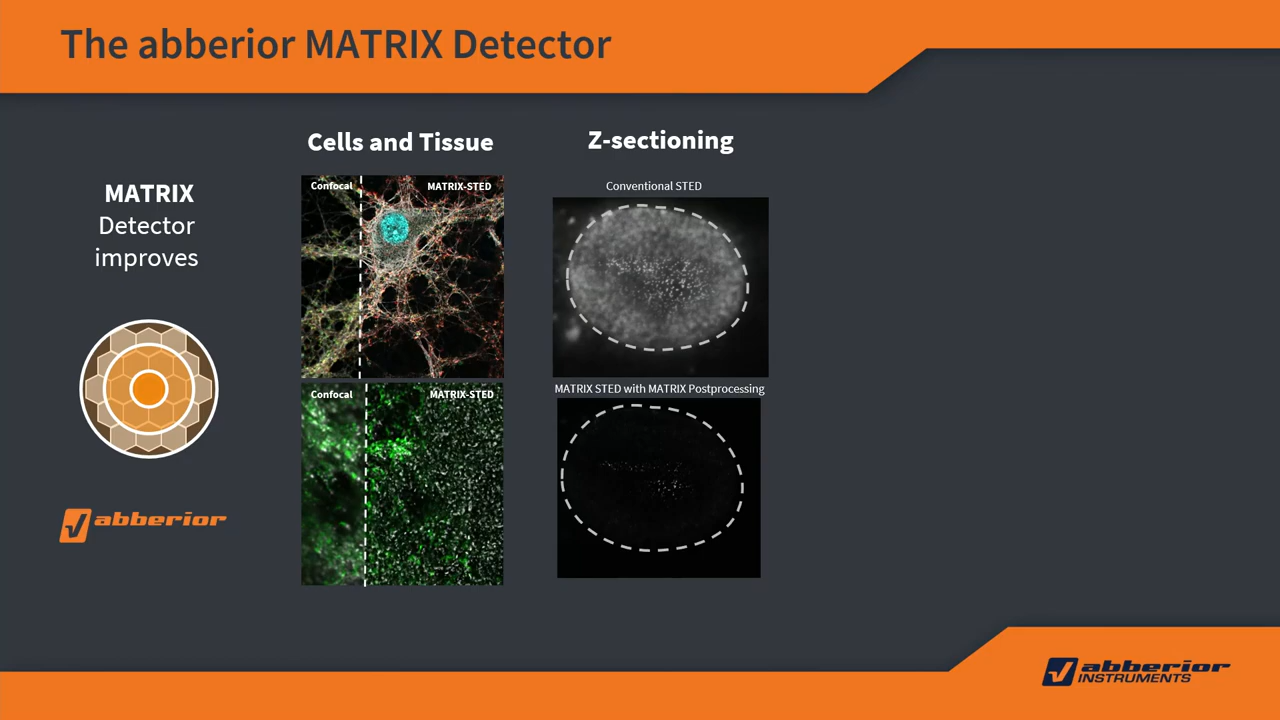 The abberior MATRIX Detector
MATRIX
Detector
improves
abberior
Cells and Tissue
Confocal
MATRIX-STED
Confocal
MATRIX-STED
Z-sectioning
Conventional STED
MATRIX STED with MATRIX Postprocessing
abberior
INSTRUMENTS